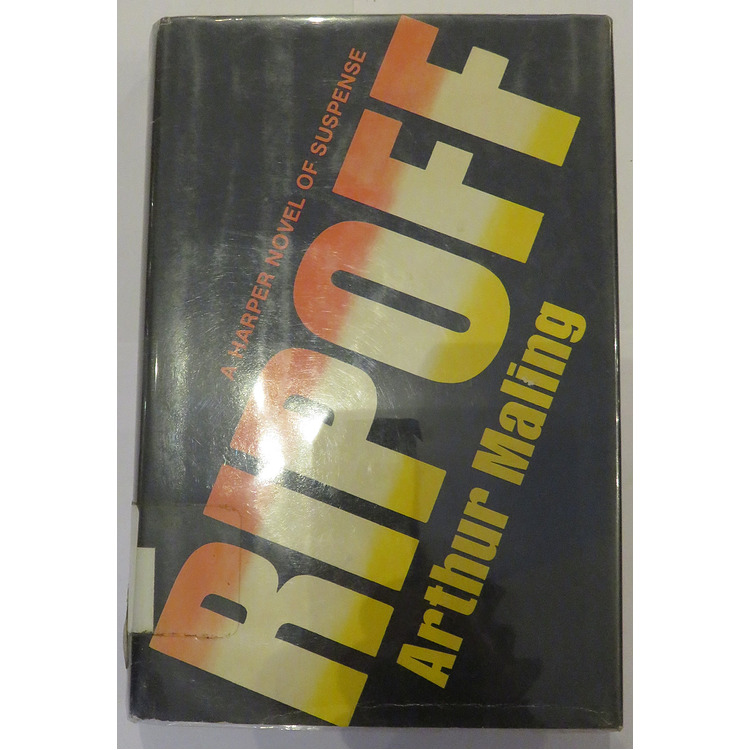 A HARPER NOVEL OF SUSPENSE
RIPOFF
Arthur Maling